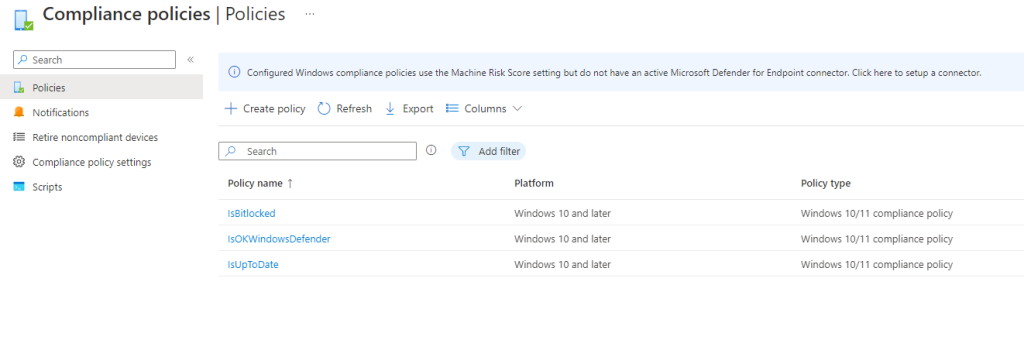 Compliance policies | Policies ...
Search «
Policies
Notifications
Retire noncompliant devices
Compliance policy settings
Scripts
Configured Windows compliance policies use the Machine Risk Score setting but do not have an active Microsoft Defender for Endpoint connector. Click here to setup a connector.
Create policy Refresh Export Columns
Search Add filter
Policy name ↑ Platform Policy type
IsBitlocked Windows 10 and later Windows 10/11 compliance policy
IsOKWindowsDefender Windows 10 and later Windows 10/11 compliance policy
IsUpToDate Windows 10 and later Windows 10/11 compliance policy